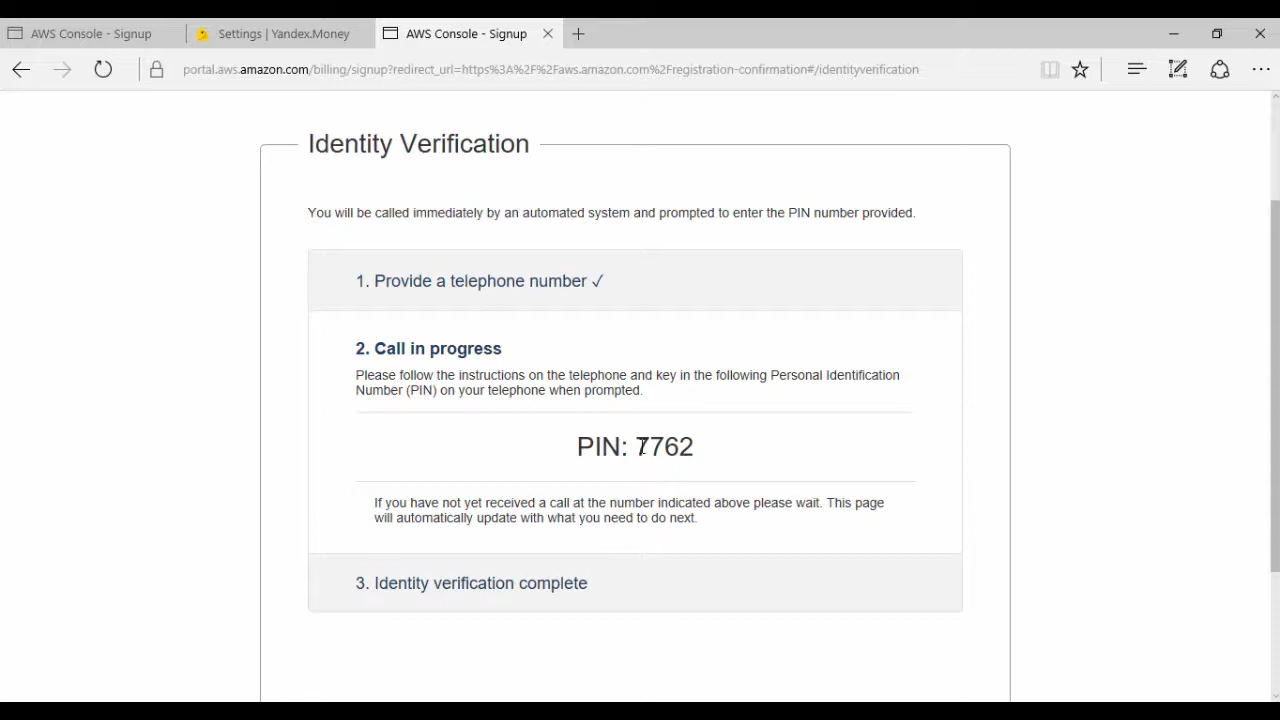 AWS Console - Signup
Settings | Yandex.Money
AWS Console - Signup
portal.aws.amazon.com/billing/signup?redirect_url=https%3A%2F%2Faws.amazon.com%2Fregistration-confirmation#/identityverification
Identity Verification
You will be called immediately by an automated system and prompted to enter the PIN number provided.
1. Provide a telephone number ✓
2. Call in progress
Please follow the instructions on the telephone and key in the following Personal Identification
Number (PIN) on your telephone when prompted.
PIN: 7762
If you have not yet received a call at the number indicated above please wait. This page
will automatically update with what you need to do next.
3. Identity verification complete